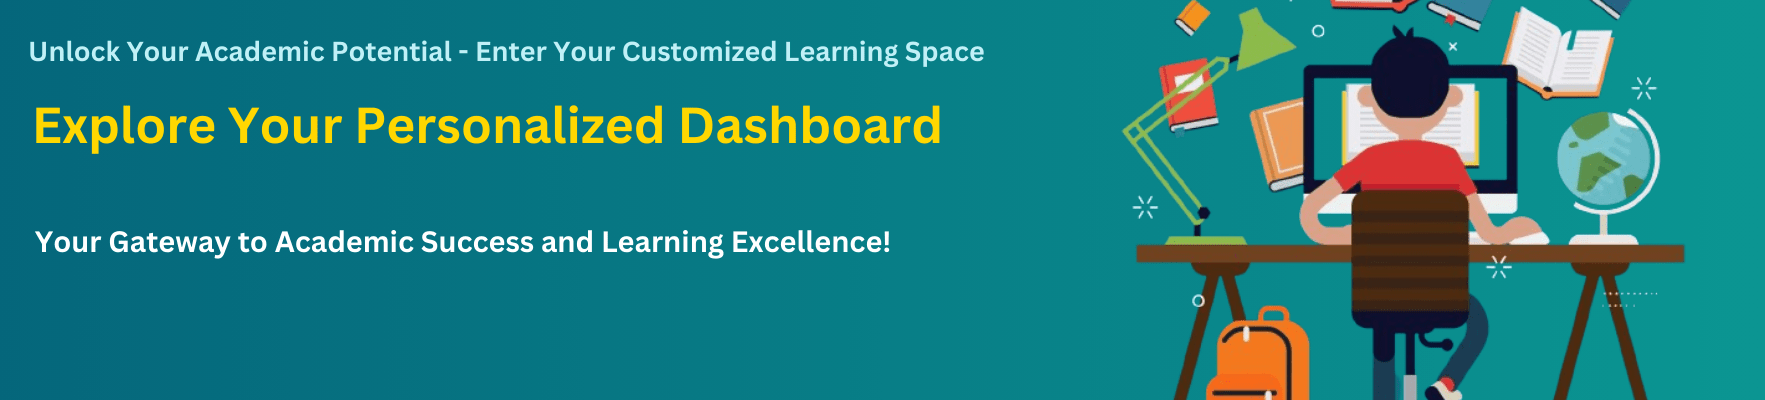 Unlock Your Academic Potential - Enter Your Customized Learning Space
Explore Your Personalized Dashboard
Your Gateway to Academic Success and Learning Excellence!